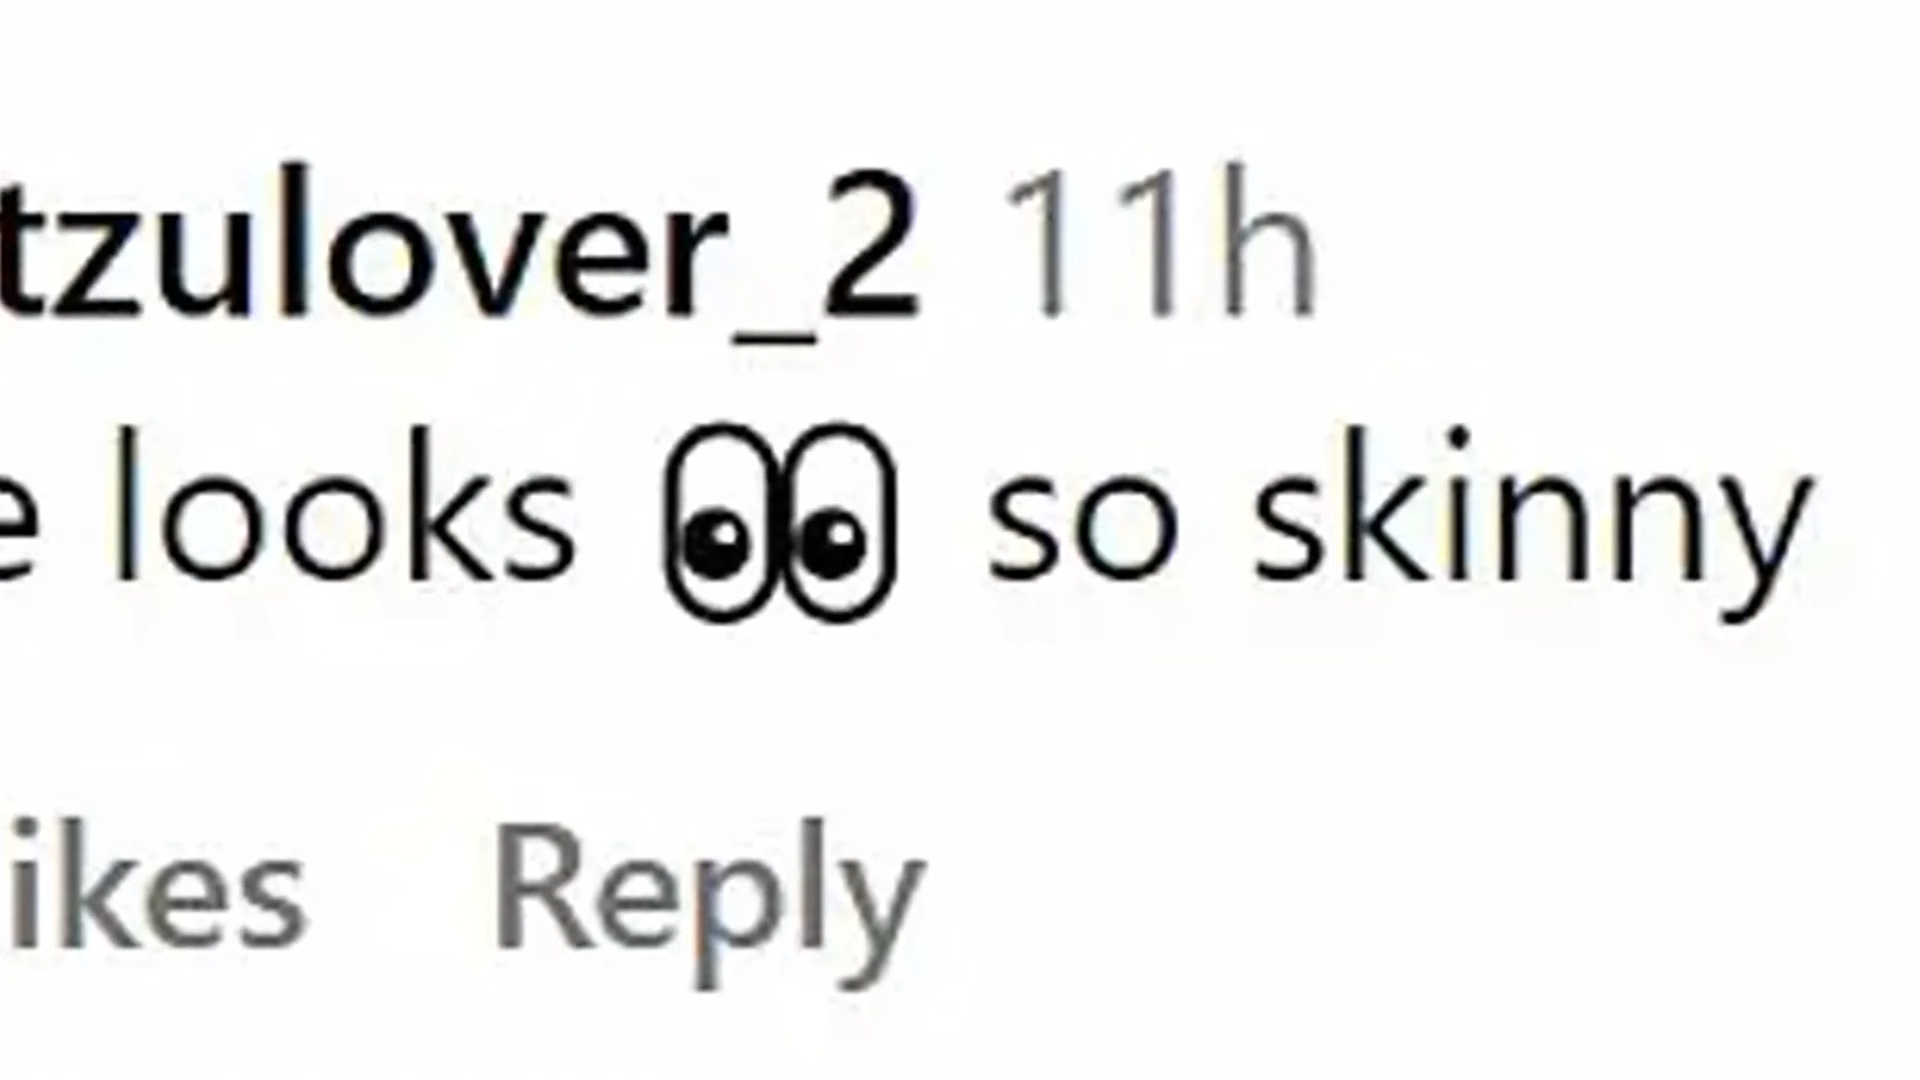 tzulover_2 11h
e looks 👀 so skinny
ikes Reply